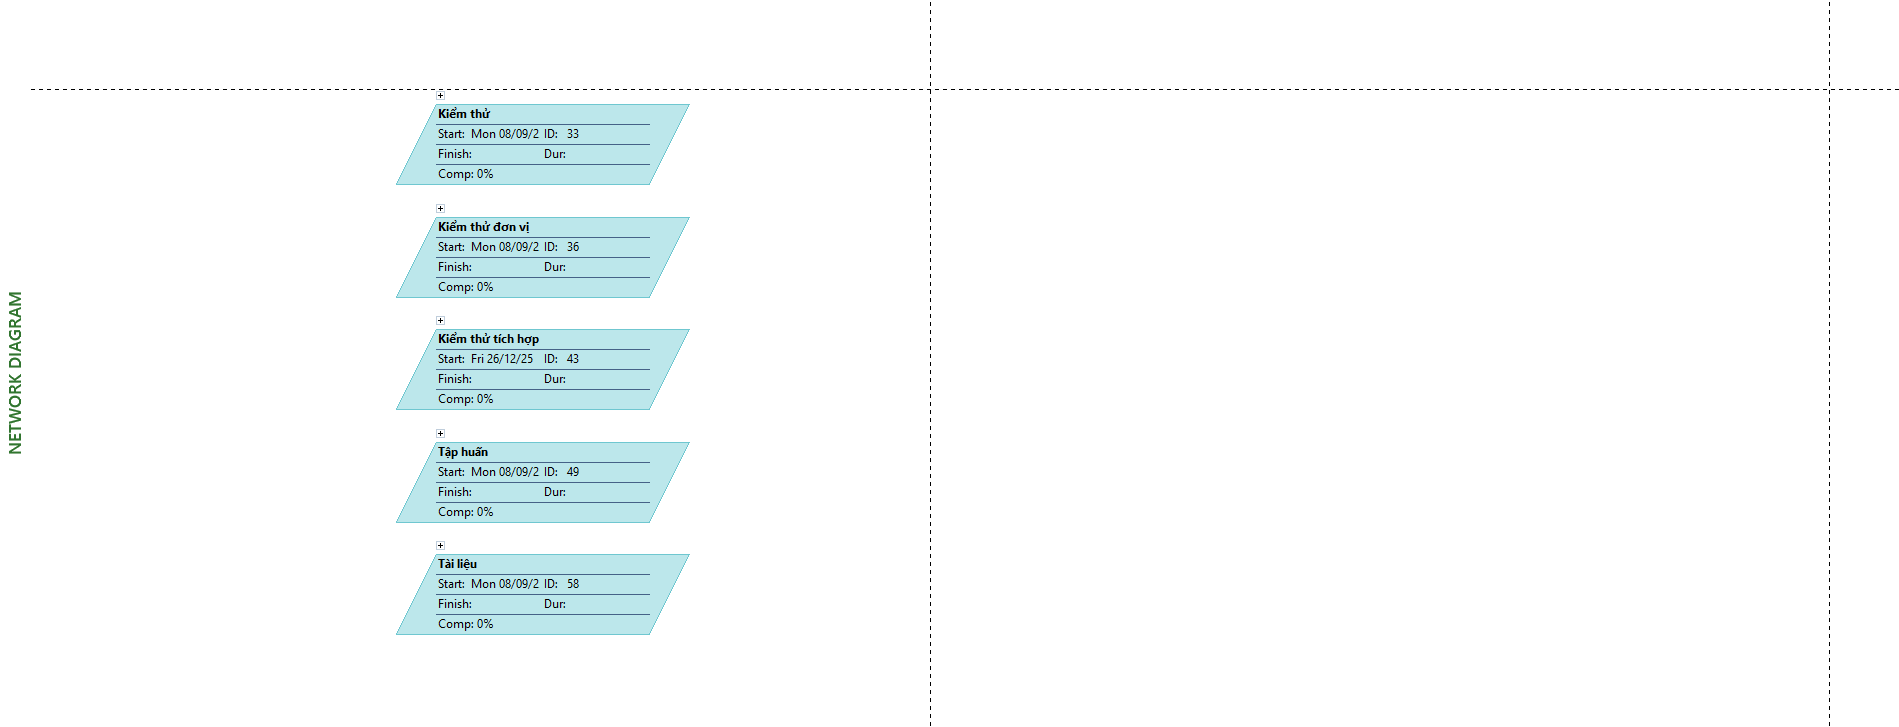 NETWORK DIAGRAM
Kiểm thử
Start: Mon 08/09/2 ID: 33
Finish: Dur:
Comp: 0%
Kiểm thử đơn vị
Start: Mon 08/09/2 ID: 36
Finish: Dur:
Comp: 0%
Kiểm thử tích hợp
Start: Fri 26/12/25 ID: 43
Finish: Dur:
Comp: 0%
Tập huấn
Start: Mon 08/09/2 ID: 49
Finish: Dur:
Comp: 0%
Tài liệu
Start: Mon 08/09/2 ID: 58
Finish: Dur:
Comp: 0%